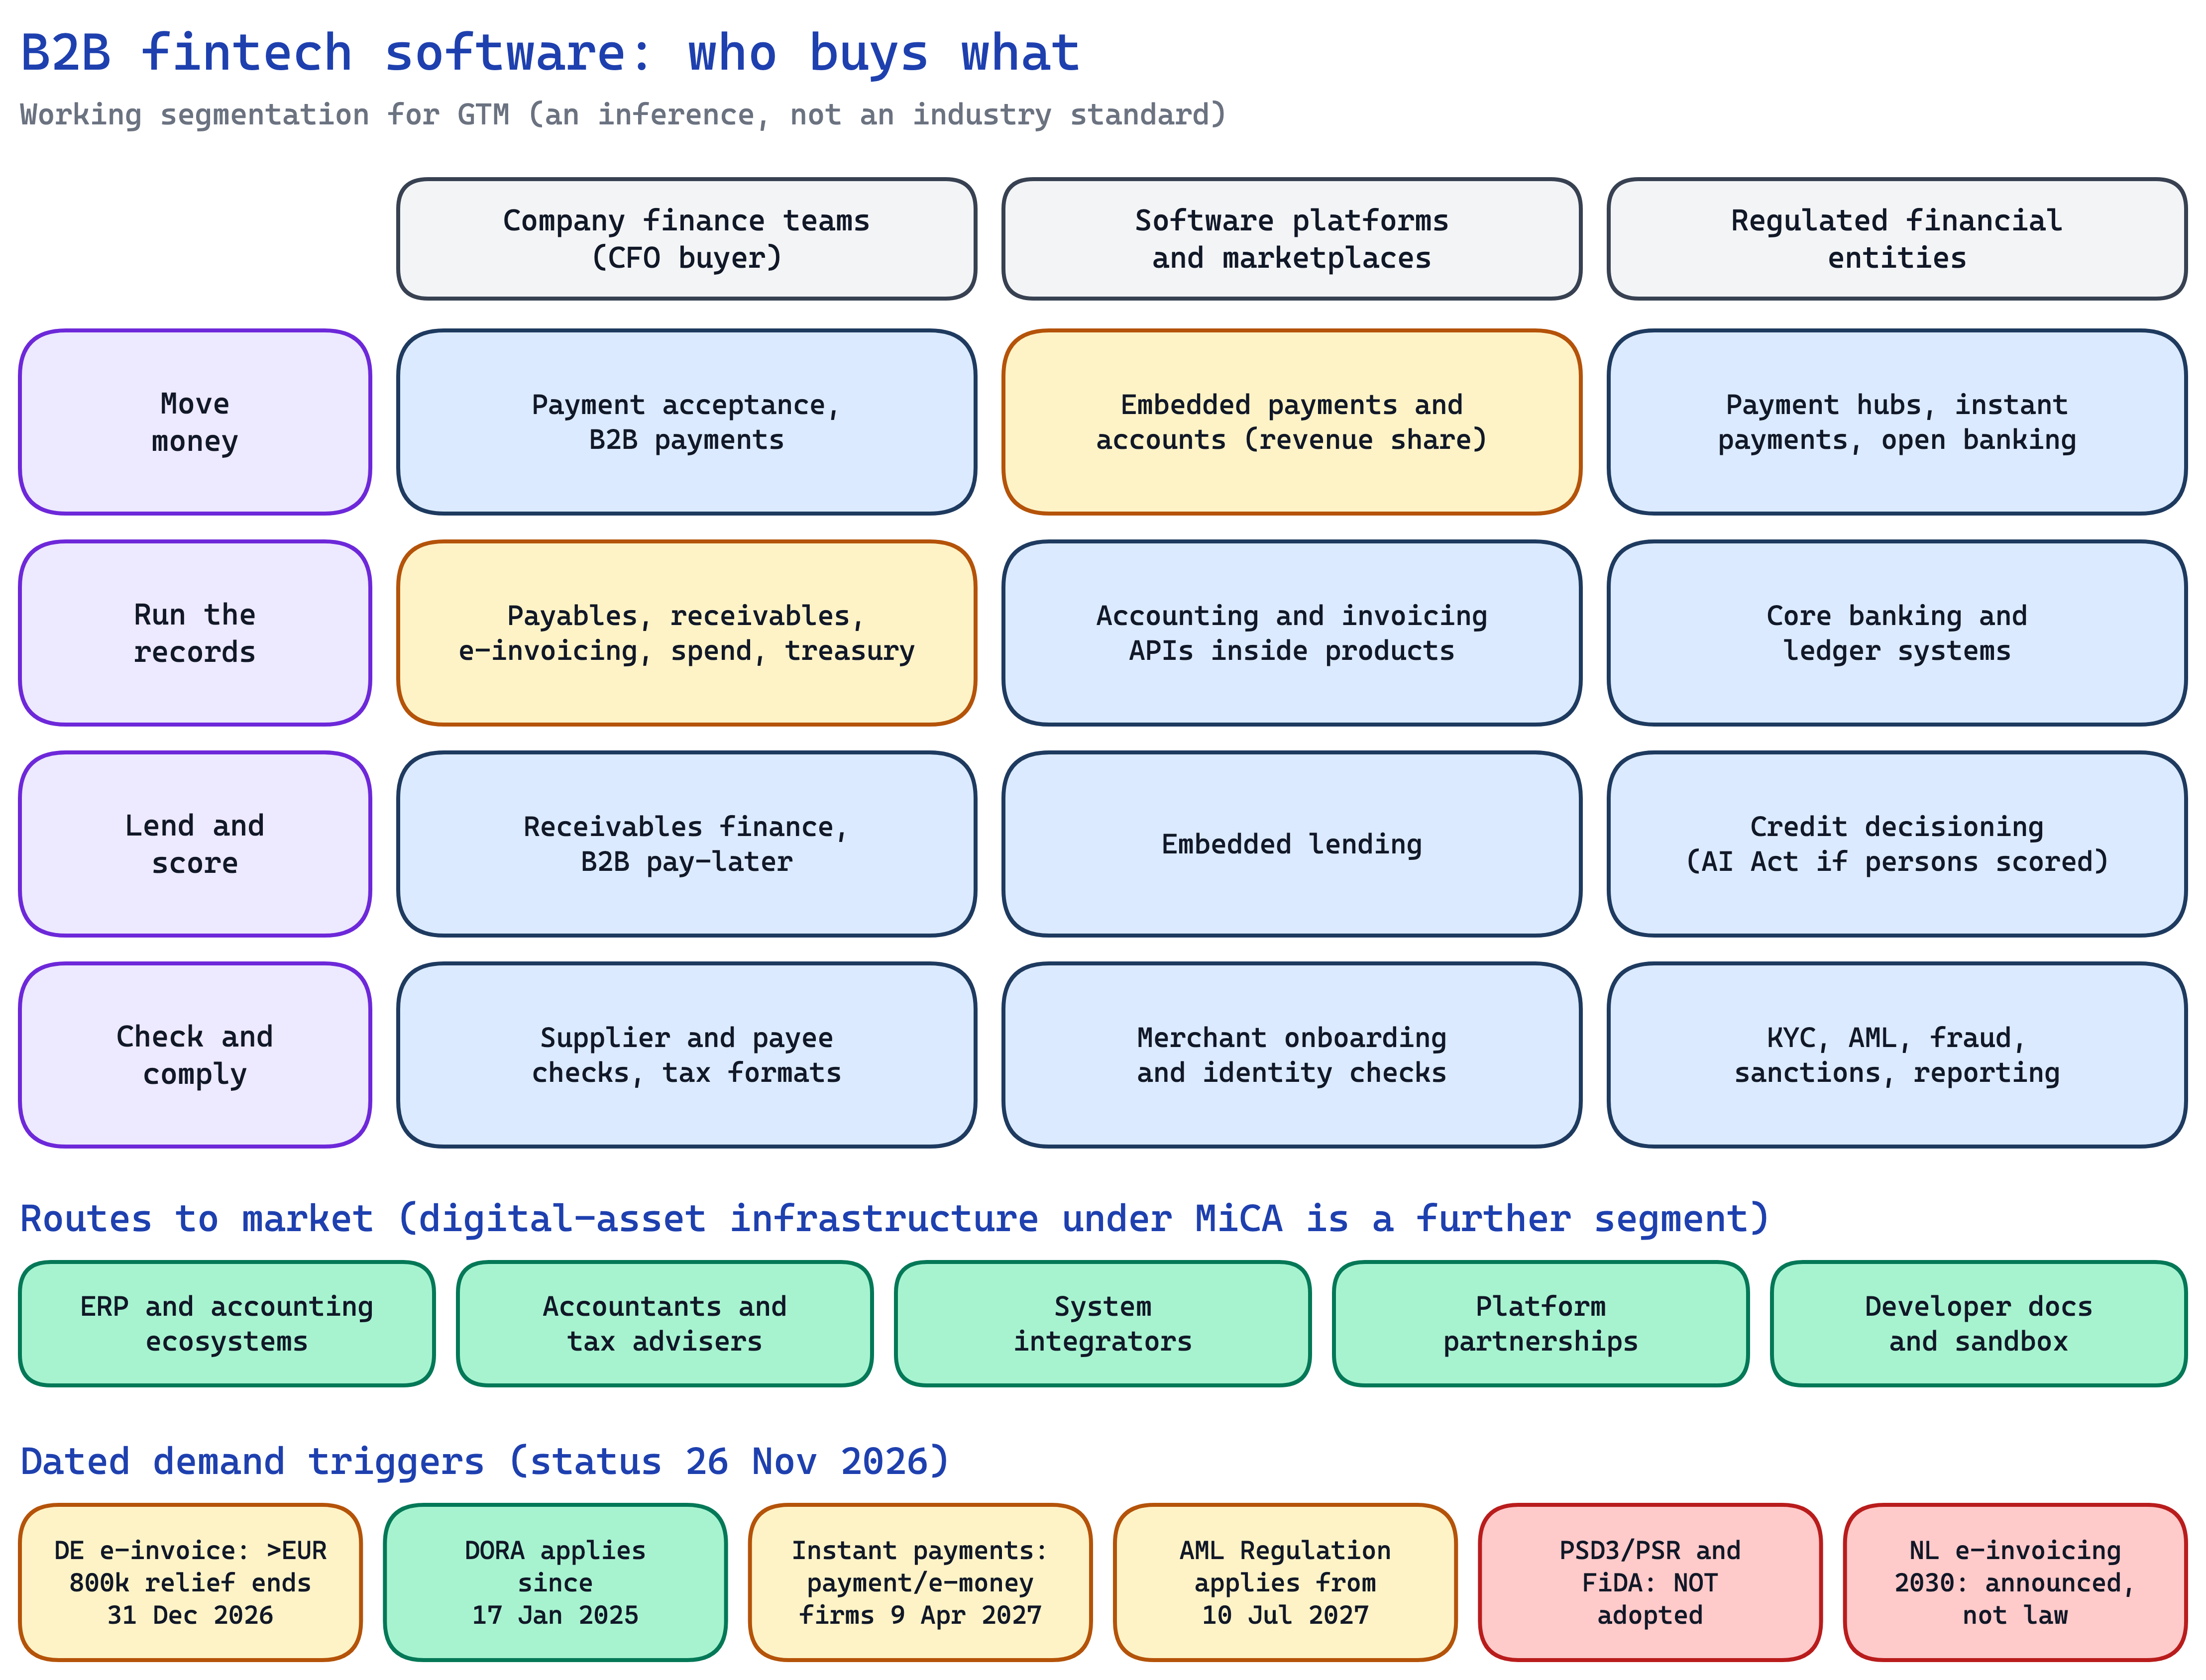 B2B fintech software: who buys what
Working segmentation for GTM (an inference, not an industry standard)
Company finance teams
(CFO buyer)
Software platforms
and marketplaces
Regulated financial
entities
Move
money
Payment acceptance,
B2B payments
Embedded payments and
accounts (revenue share)
Payment hubs, instant
payments, open banking
Run the
records
Payables, receivables,
e-invoicing, spend, treasury
Accounting and invoicing
APIs inside products
Core banking and
ledger systems
Lend and
score
Receivables finance,
B2B pay-later
Embedded lending
Credit decisioning
(AI Act if persons scored)
Check and
comply
Supplier and payee
checks, tax formats
Merchant onboarding
and identity checks
KYC, AML, fraud,
sanctions, reporting
Routes to market (digital-asset infrastructure under MiCA is a further segment)
ERP and accounting
ecosystems
Accountants and
tax advisers
System
integrators
Platform
partnerships
Developer docs
and sandbox
Dated demand triggers (status 26 Nov 2026)
DE e-invoice: >EUR
800k relief ends
31 Dec 2026
DORA applies
since
17 Jan 2025
Instant payments:
payment/e-money
firms 9 Apr 2027
AML Regulation
applies from
10 Jul 2027
PSD3/PSR and
FiDA: NOT
adopted
NL e-invoicing
2030: announced,
not law